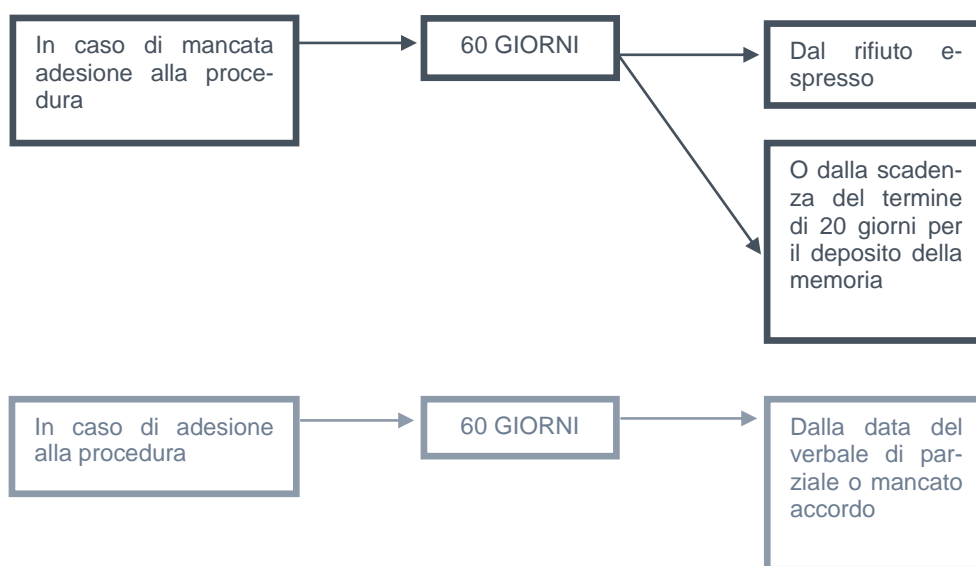 In caso di mancata
adesione alla proce-
dura
60 GIORNI
Dal rifiuto e-
spresso
O dalla scaden-
za del termine
di 20 giorni per
il deposito della
memoria
In caso di adesione
alla procedura
60 GIORNI
Dalla data del
verbale di par-
ziale o mancato
accordo